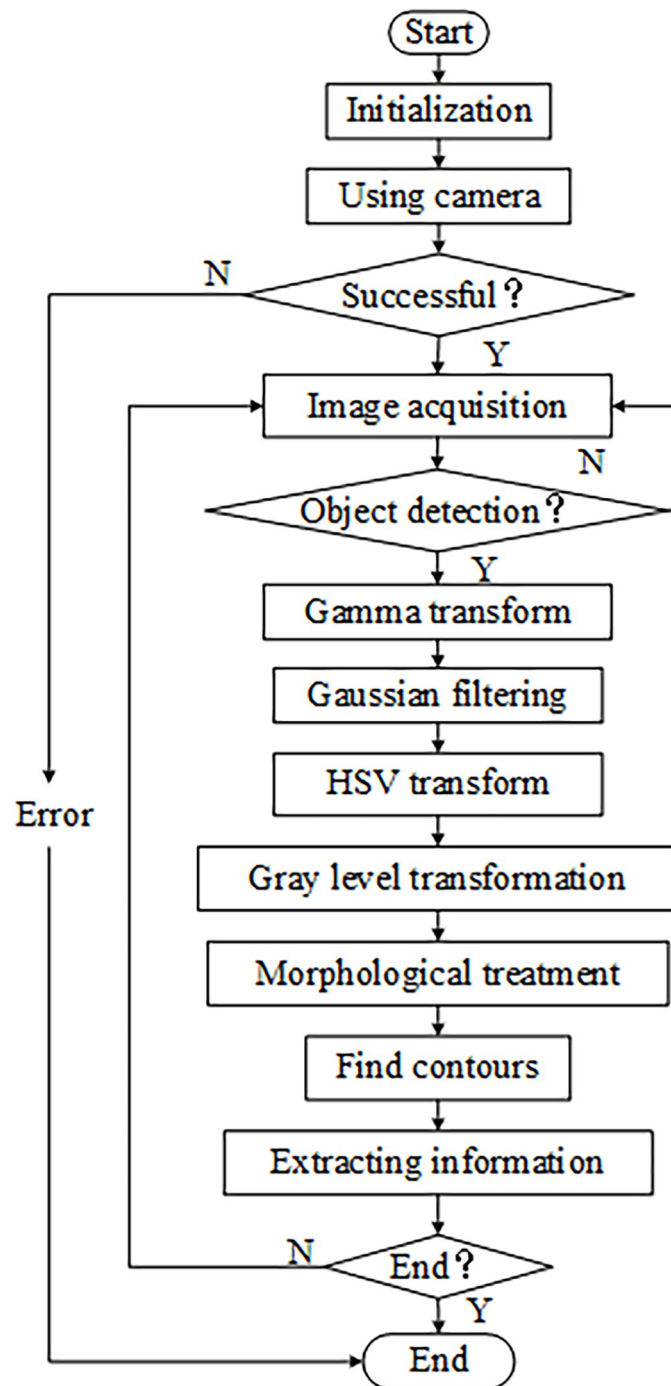 Start
Initialization
Using camera
N
Successful?
Y
Image acquisition
N
Object detection?
Y
Gamma transform
Gaussian filtering
HSV transform
Error
Gray level transformation
Morphological treatment
Find contours
Extracting information
N
End?
Y
End